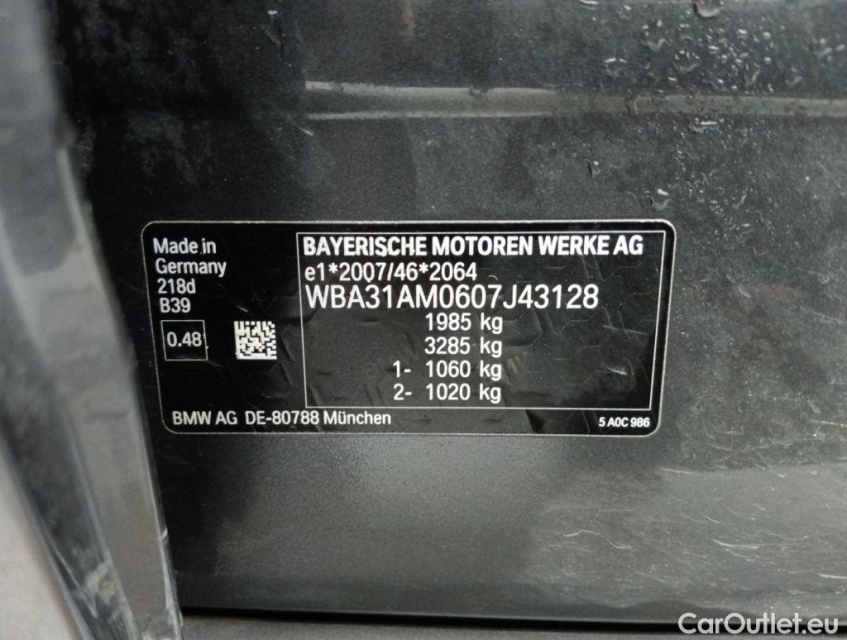 Made in
Germany
218d
B39
0.48
BAYERISCHE MOTOREN WERKE AG
e1*2007/46*2064
WBA31AM0607J43128
1985 kg
3285 kg
1- 1060 kg
2- 1020 kg
BMW AG DE-80788 München
5 A0C 986
CarOutlet.eu